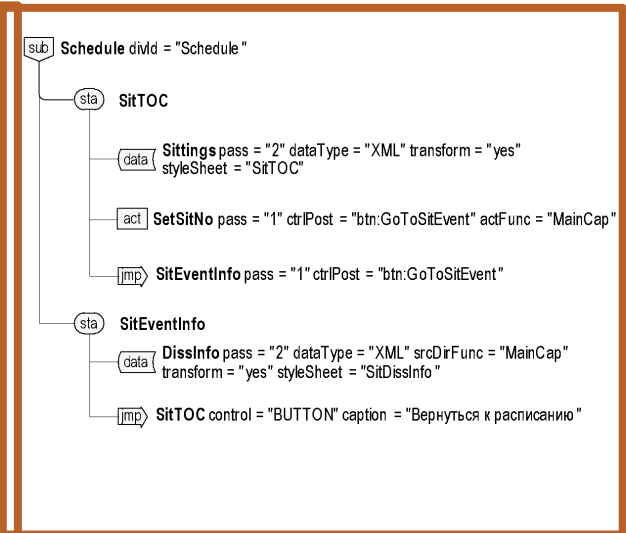 sub Schedule divId = "Schedule"
sta SitTOC
data Sittings pass = "2" dataType = "XML" transform = "yes"
styleSheet = "SitTOC"
act SetSitNo pass = "1" ctrlPost = "btn:GoToSitEvent" actFunc = "MainCap"
jmp SitEventInfo pass = "1" ctrlPost = "btn:GoToSitEvent"
sta SitEventInfo
data DissInfo pass = "2" dataType = "XML" srcDirFunc = "MainCap"
transform = "yes" styleSheet = "SitDissInfo"
jmp SitTOC control = "BUTTON" caption = "Вернуться к расписанию"